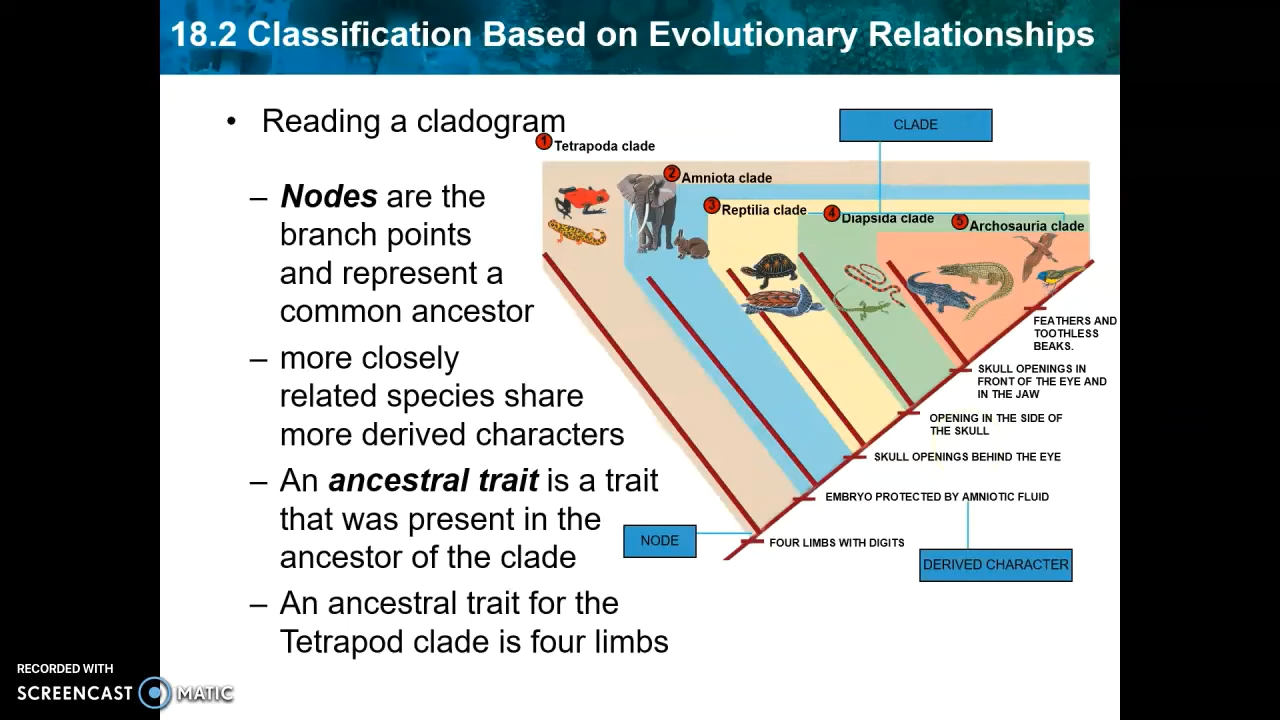 18.2 Classification Based on Evolutionary Relationships
• Reading a cladogram
– Nodes are the
branch points
and represent a
common ancestor
– more closely
related species share
more derived characters
– An ancestral trait is a trait
that was present in the
ancestor of the clade
– An ancestral trait for the
Tetrapod clade is four limbs
CLADE
1 Tetrapoda clade
2 Amniota clade
3 Reptilia clade
4 Diapsida clade
5 Archosauria clade
FEATHERS AND
TOOTHLESS
BEAKS.
SKULL OPENINGS IN
FRONT OF THE EYE AND
IN THE JAW
OPENING IN THE SIDE OF
THE SKULL
SKULL OPENINGS BEHIND THE EYE
EMBRYO PROTECTED BY AMNIOTIC FLUID
NODE
FOUR LIMBS WITH DIGITS
DERIVED CHARACTER
RECORDED WITH
SCREENCAST MATIC